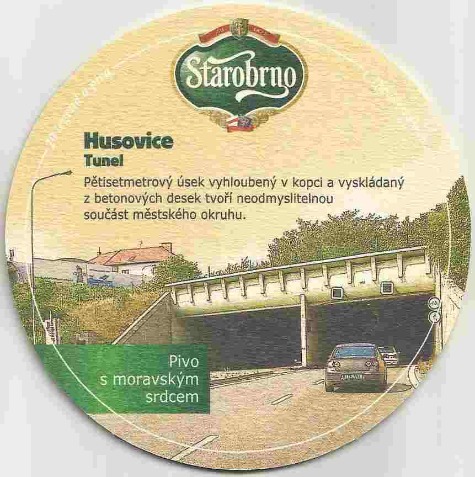 Starobrno
Husovice
Tunel
Pětisetmetrový úsek vyhloubený v kopci a vyskládaný
z betonových desek tvoří neodmyslitelnou
součást městského okruhu.
Pivo
s moravským
srdcem